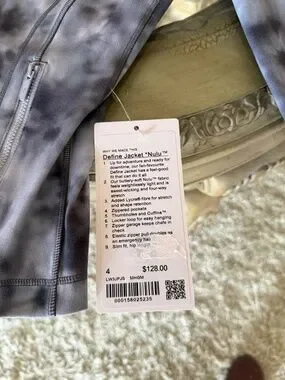 WHY WE MADE THIS
Define Jacket *Nulu™
1. Up for adventure and ready for
downtime, our fan-favourite
Define Jacket has a feel-good
fit that can do it all
2. Our buttery-soft Nulu™ fabric
feels weightlessly light and is
sweat-wicking and four-way
stretch
3. Added Lycra® fibre for stretch
and shape retention
4. Zippered pockets
5. Thumbholes and Cuffins™
6. Locker loop for easy hanging
7. Zipper garage keeps chafe in
check
8. Elastic zipper pull doubles as
an emergency hair
9. Slim fit, hip length
4 $128.00
LW3JPJS
000158025235